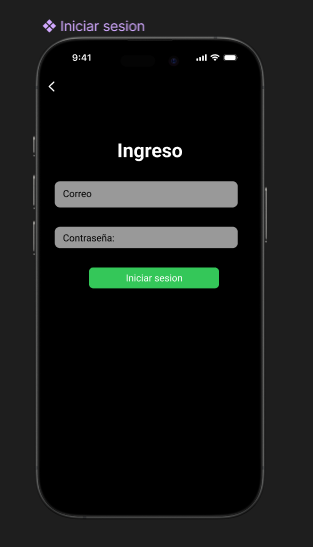 Iniciar sesion
9:41
Ingreso
Correo
Contraseña:
Iniciar sesion